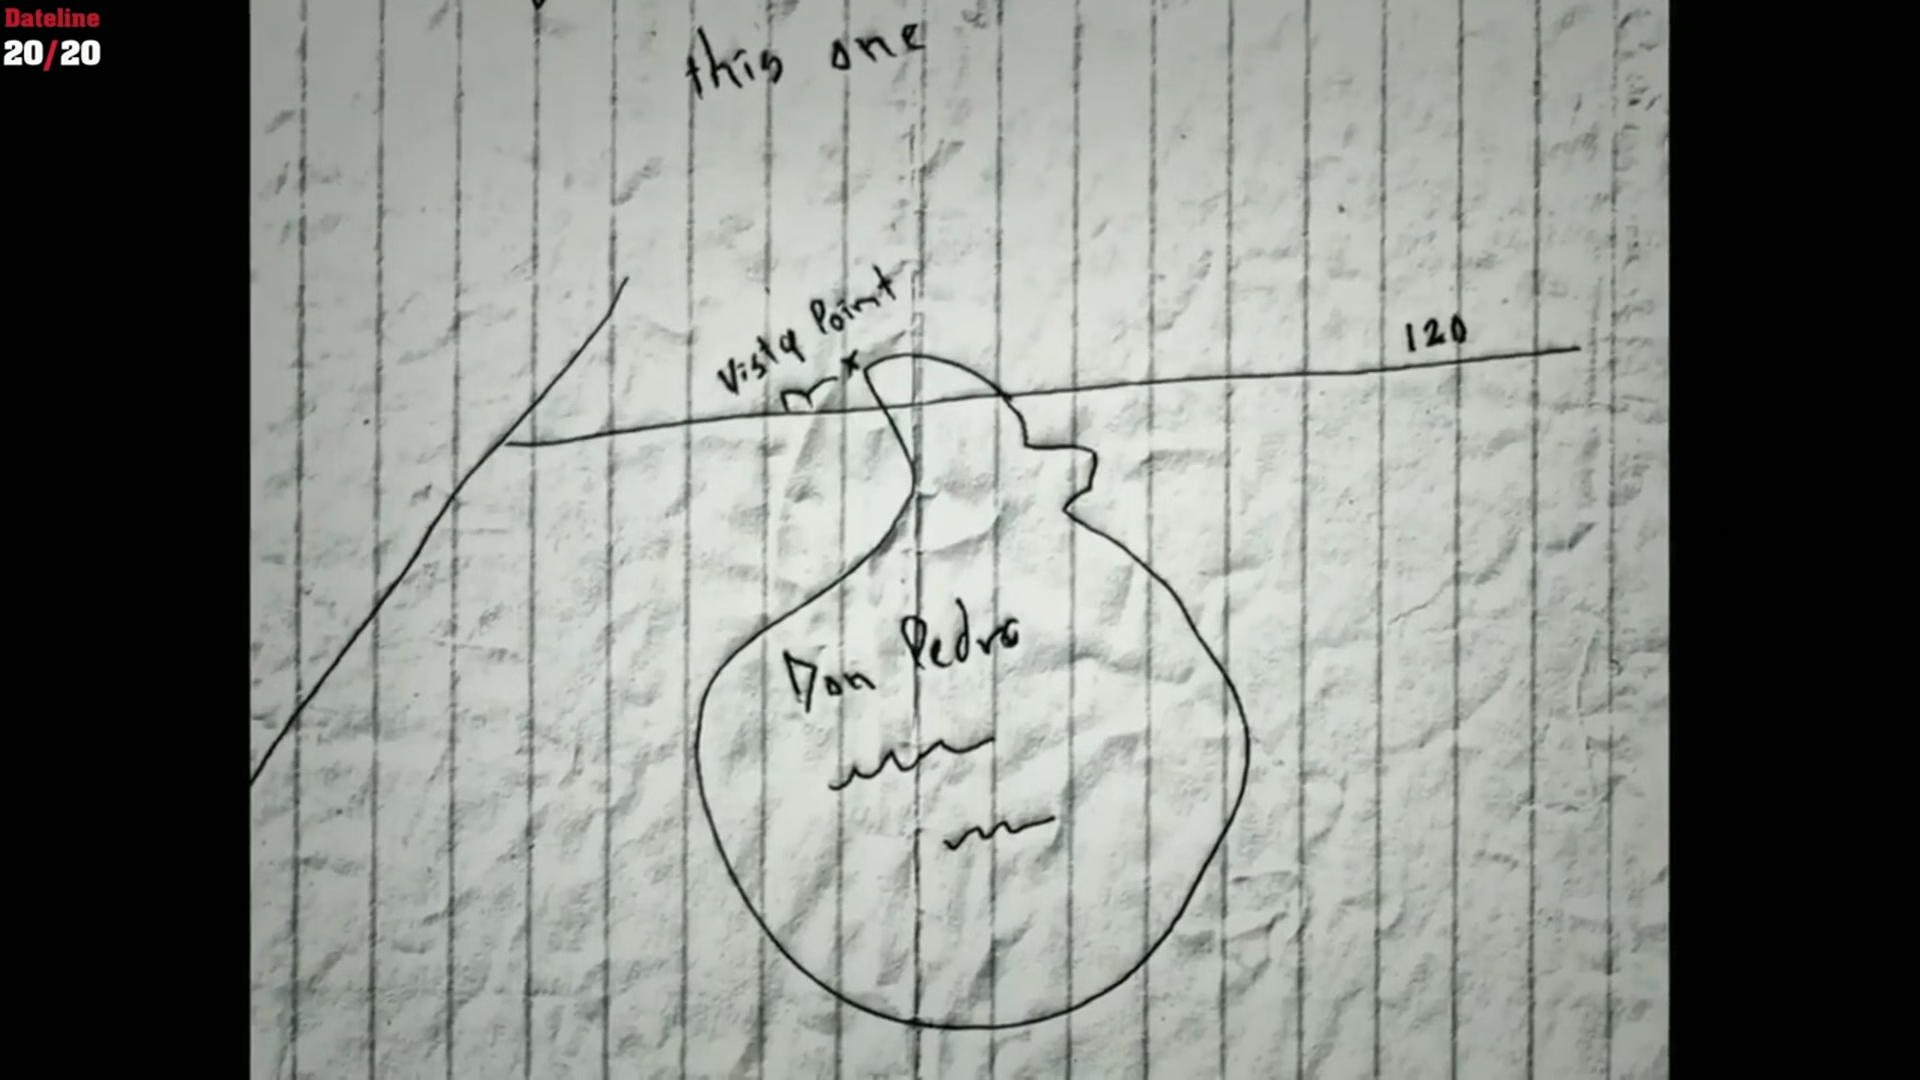 Dateline
20/20
this one
Vista Point
x
120
Don Pedro